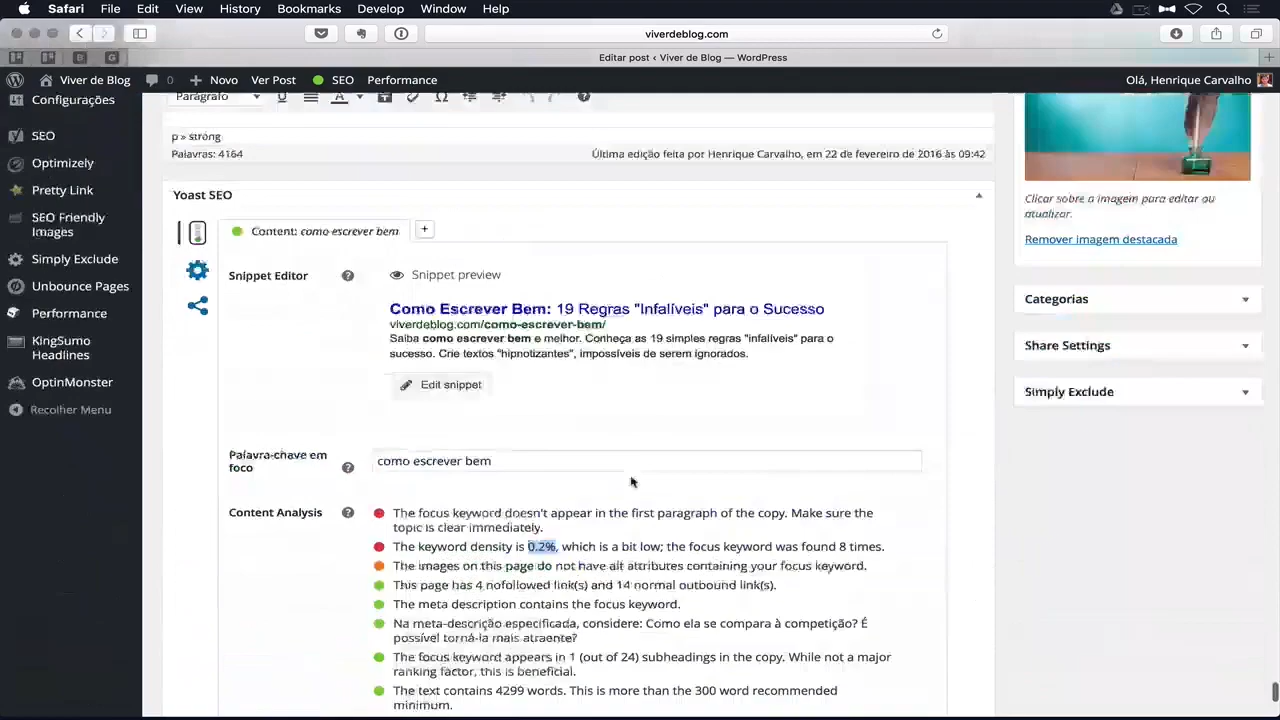 Safari File Edit View History Bookmarks Develop Window Help
viverdeblog.com
Editar post ‹ Viver de Blog — WordPress
Viver de Blog 0 Novo Ver Post SEO Performance Olá, Henrique Carvalho
Configurações
SEO
Optimizely
Pretty Link
SEO Friendly
Images
Simply Exclude
Unbounce Pages
Performance
KingSumo
Headlines
OptinMonster
Recolher Menu
Parágrafo
p » strong
Palavras: 4164
Última edição feita por Henrique Carvalho, em 22 de fevereiro de 2016 às 09:42
Yoast SEO
Content: como escrever bem +
Snippet Editor
Snippet preview
Como Escrever Bem: 19 Regras "Infalíveis" para o Sucesso
viverdeblog.com/como-escrever-bem/
Saiba como escrever bem e melhor. Conheça as 19 simples regras "infalíveis" para o
sucesso. Crie textos "hipnotizantes", impossíveis de serem ignorados.
Edit snippet
Palavra-chave em
foco
como escrever bem
Content Analysis
The focus keyword doesn't appear in the first paragraph of the copy. Make sure the
topic is clear immediately.
The keyword density is 0.2%, which is a bit low; the focus keyword was found 8 times.
The images on this page do not have alt attributes containing your focus keyword.
This page has 4 nofollowed link(s) and 14 normal outbound link(s).
The meta description contains the focus keyword.
Na meta-descrição especificada, considere: Como ela se compara à competição? É
possível torná-la mais atraente?
The focus keyword appears in 1 (out of 24) subheadings in the copy. While not a major
ranking factor, this is beneficial.
The text contains 4299 words. This is more than the 300 word recommended
minimum.
Clicar sobre a imagem para editar ou
atualizar.
Remover imagem destacada
Categorias
Share Settings
Simply Exclude